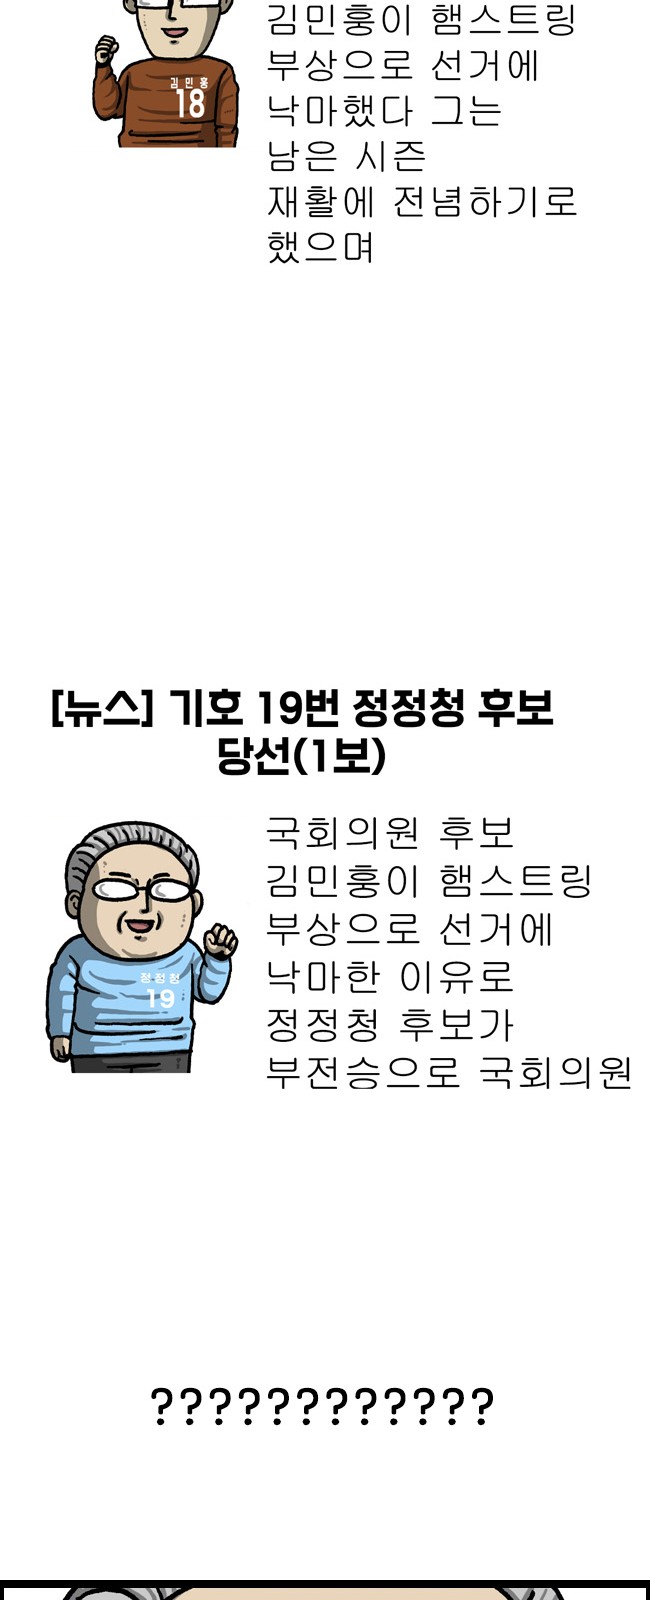 김민훙
18
김민훙이 햄스트링
부상으로 선거에
낙마했다 그는
남은 시즌
재활에 전념하기로
했으며
[뉴스] 기호 19번 정정청 후보
당선(1보)
정정청
19
국회의원 후보
김민훙이 햄스트링
부상으로 선거에
낙마한 이유로
정정청 후보가
부전승으로 국회의원
????????????